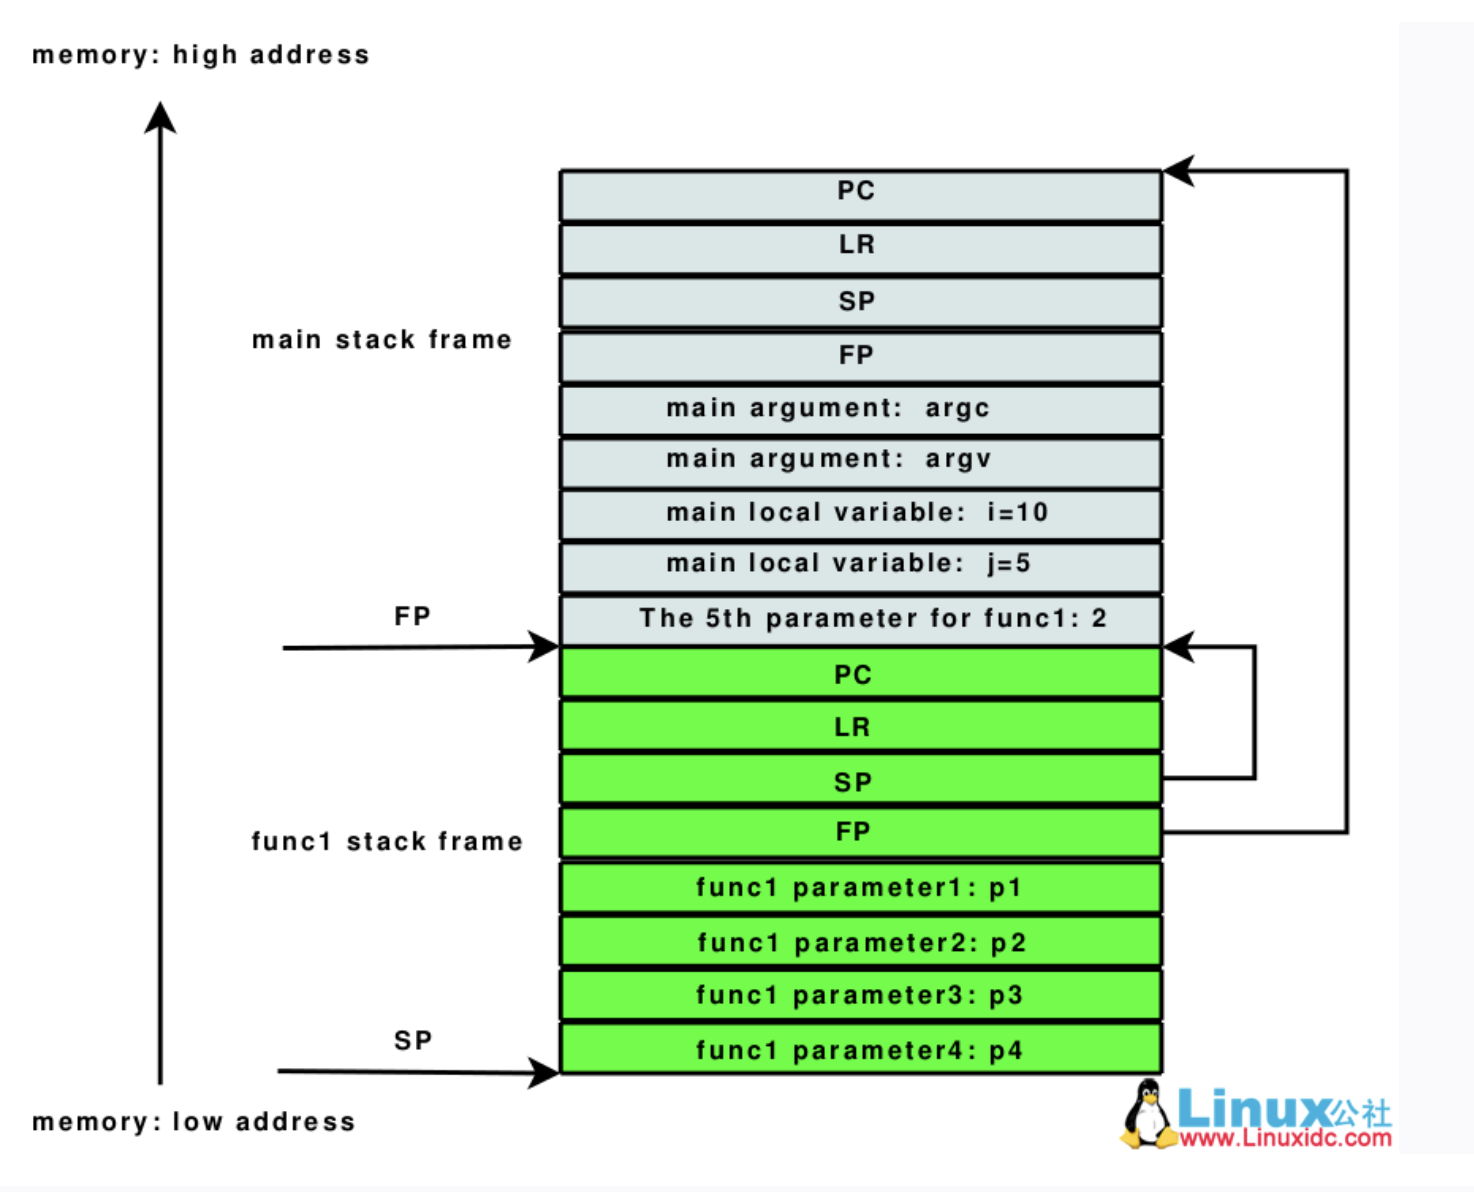 memory: high address
PC
LR
SP
main stack frame
FP
main argument: argc
main argument: argv
main local variable: i=10
main local variable: j=5
FP
The 5th parameter for func1: 2
PC
LR
SP
FP
func1 stack frame
func1 parameter1: p1
func1 parameter2: p2
func1 parameter3: p3
SP
func1 parameter4: p4
memory: low address
Linux公社
www.Linuxidc.com